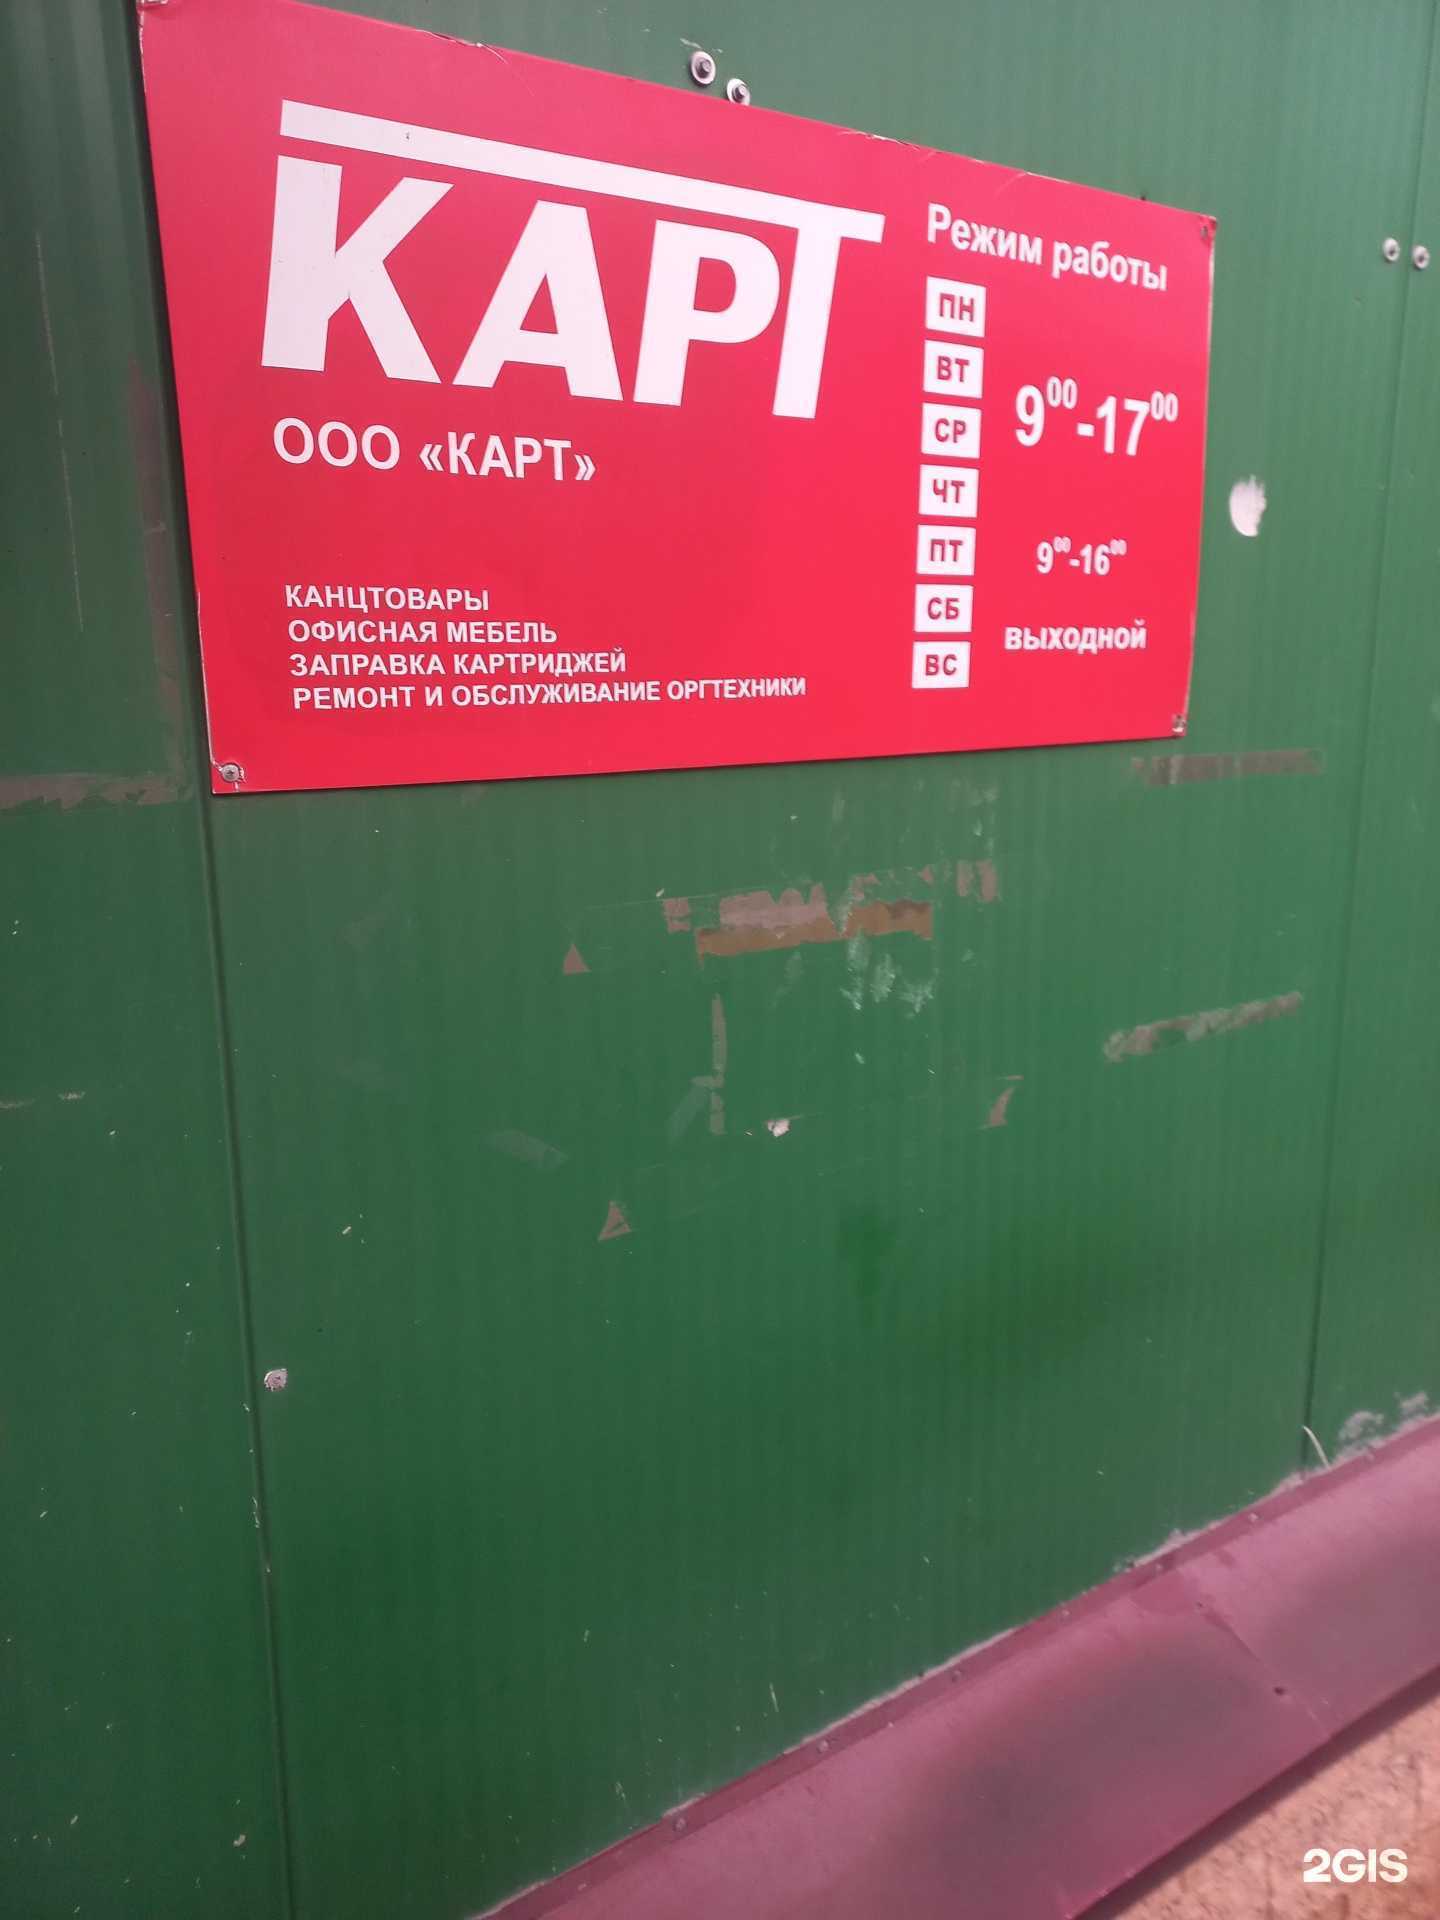 КАРТ
ООО «КАРТ»
КАНЦТОВАРЫ
ОФИСНАЯ МЕБЕЛЬ
ЗАПРАВКА КАРТРИДЖЕЙ
РЕМОНТ И ОБСЛУЖИВАНИЕ ОРГТЕХНИКИ
Режим работы
ПН
ВТ
СР
ЧТ
9⁰⁰-17⁰⁰
ПТ
9⁰⁰-16⁰⁰
СБ
ВС
выходной
2GIS